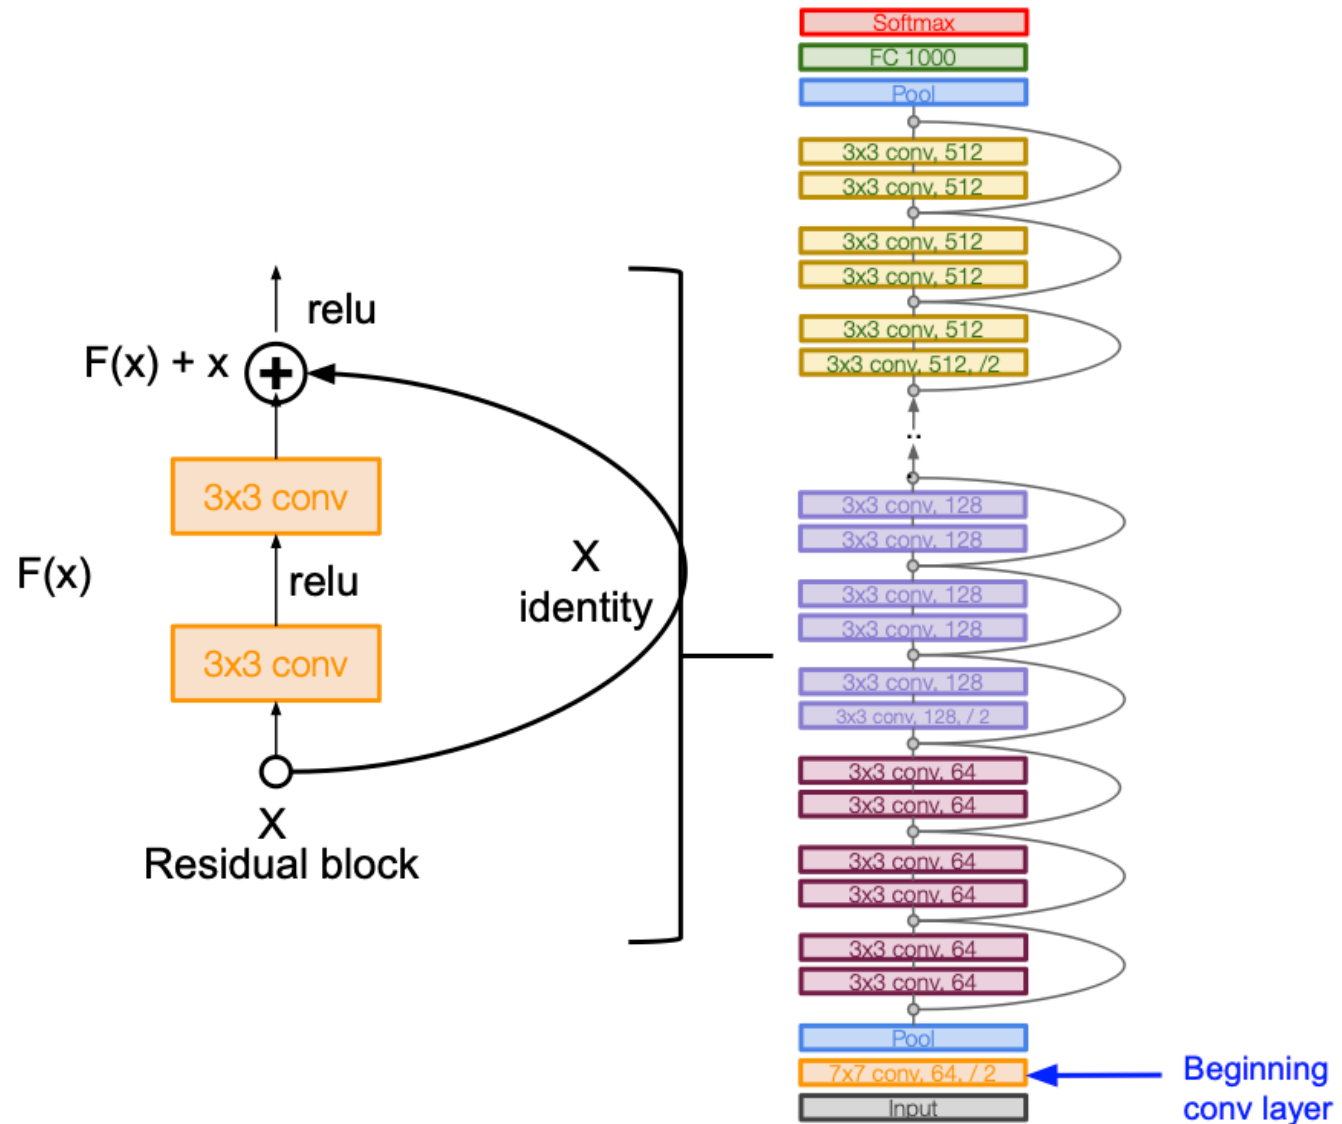 relu
F(x) + x
+
3x3 conv
F(x)
relu
X
identity
3x3 conv
X
Residual block
Softmax
FC 1000
Pool
3x3 conv, 512
3x3 conv, 512
3x3 conv, 512
3x3 conv, 512
3x3 conv, 512
3x3 conv, 512, /2
..
3x3 conv, 128
3x3 conv, 128
3x3 conv, 128
3x3 conv, 128
3x3 conv, 128
3x3 conv, 128, / 2
3x3 conv, 64
3x3 conv, 64
3x3 conv, 64
3x3 conv, 64
3x3 conv, 64
3x3 conv, 64
Pool
7x7 conv, 64, / 2
Input
Beginning
conv layer